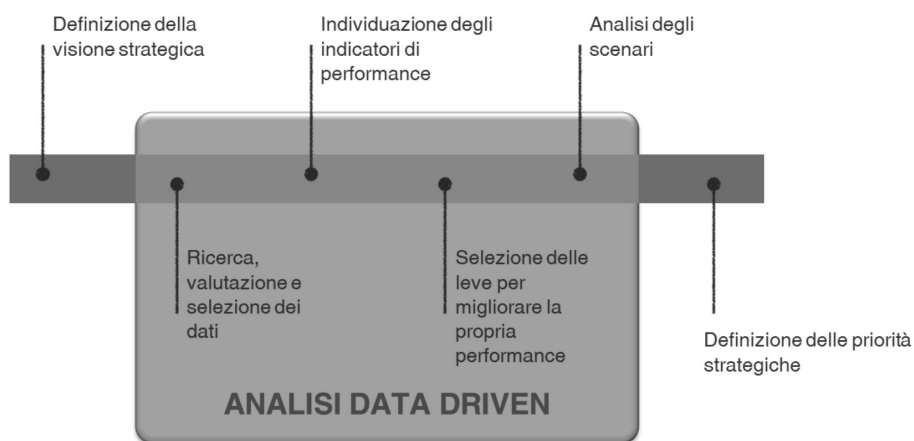 Definizione della
visione strategica
Individuazione degli
indicatori di
performance
Analisi degli
scenari
Ricerca,
valutazione e
selezione dei
dati
Selezione delle
leve per
migliorare la
propria
performance
Definizione delle priorità
strategiche
ANALISI DATA DRIVEN